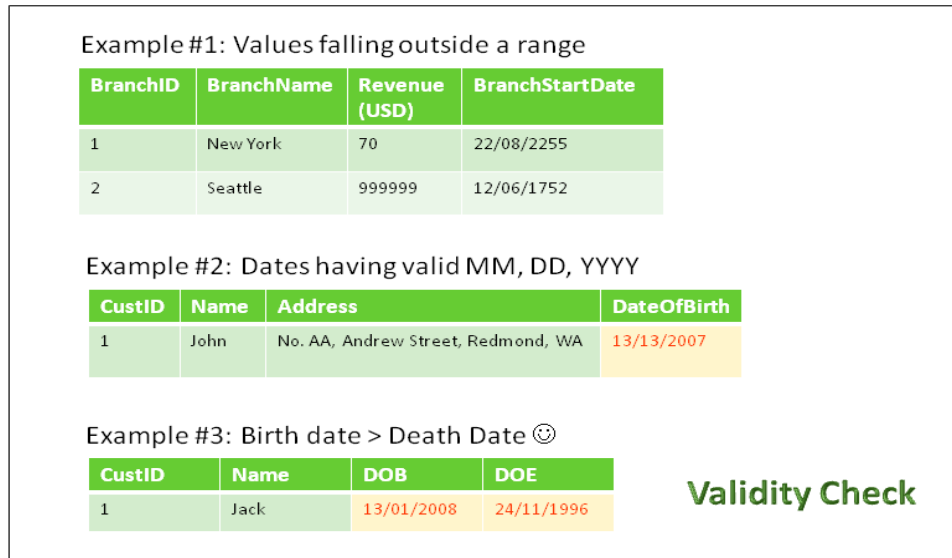 Example #1: Values falling outside a range
BranchID BranchName Revenue (USD) BranchStartDate
1 New York 70 22/08/2255
2 Seattle 999999 12/06/1752
Example #2: Dates having valid MM, DD, YYYY
CustID Name Address DateOfBirth
1 John No. AA, Andrew Street, Redmond, WA 13/13/2007
Example #3: Birth date > Death Date ☺
CustID Name DOB DOE
1 Jack 13/01/2008 24/11/1996
Validity Check